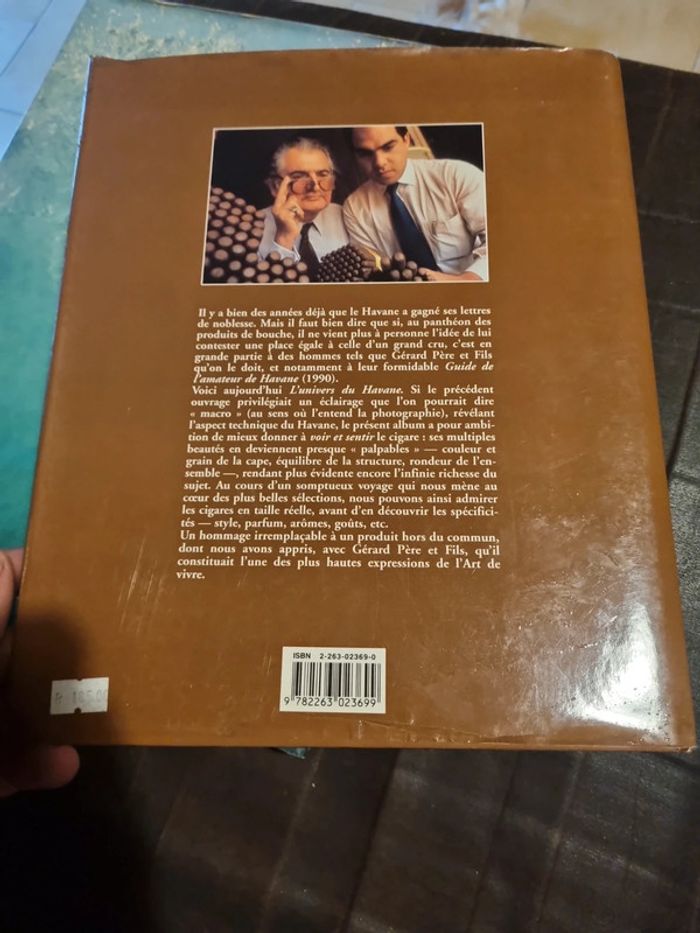 Il y a bien des années déjà que le Havane a gagné ses lettres
de noblesse. Mais il faut bien dire que si, au panthéon des
produits de bouche, il ne vient plus à personne l'idée de lui
contester une place égale à celle d'un grand cru, c'est en
grande partie à des hommes tels que Gérard Père et Fils
qu'on le doit, et notamment à leur formidable Guide de
l'amateur de Havane (1990).
Voici aujourd'hui L'univers du Havane. Si le précédent
ouvrage privilégiait un éclairage que l'on pourrait dire
« macro » (au sens où l'entend la photographie), révélant
l'aspect technique du Havane, le présent album a pour ambi-
tion de mieux donner à voir et sentir le cigare : ses multiples
beautés en deviennent presque « palpables » — couleur et
grain de la cape, équilibre de la structure, rondeur de l'en-
semble —, rendant plus évidente encore l'infinie richesse du
sujet. Au cours d'un somptueux voyage qui nous mène au
cœur des plus belles sélections, nous pouvons ainsi admirer
les cigares en taille réelle, avant d'en découvrir les spécifici-
tés — style, parfum, arômes, goûts, etc.
Un hommage irremplaçable à un produit hors du commun,
dont nous avons appris, avec Gérard Père et Fils, qu'il
constituait l'une des plus hautes expressions de l'Art de
vivre.
ISBN 2-263-02369-0
9 782263 023699